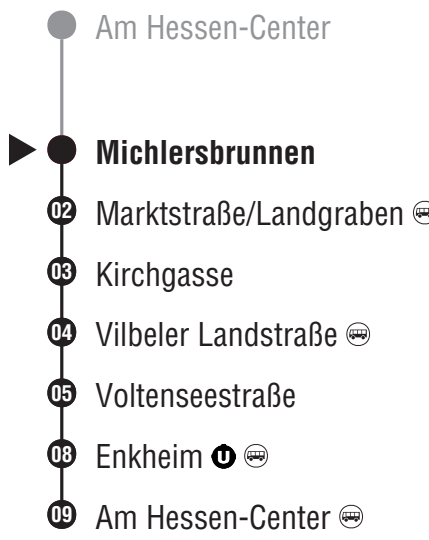 Am Hessen-Center
Michlersbrunnen
02 Marktstraße/Landgraben
03 Kirchgasse
04 Vilbeler Landstraße
05 Voltenseestraße
08 Enkheim U
09 Am Hessen-Center